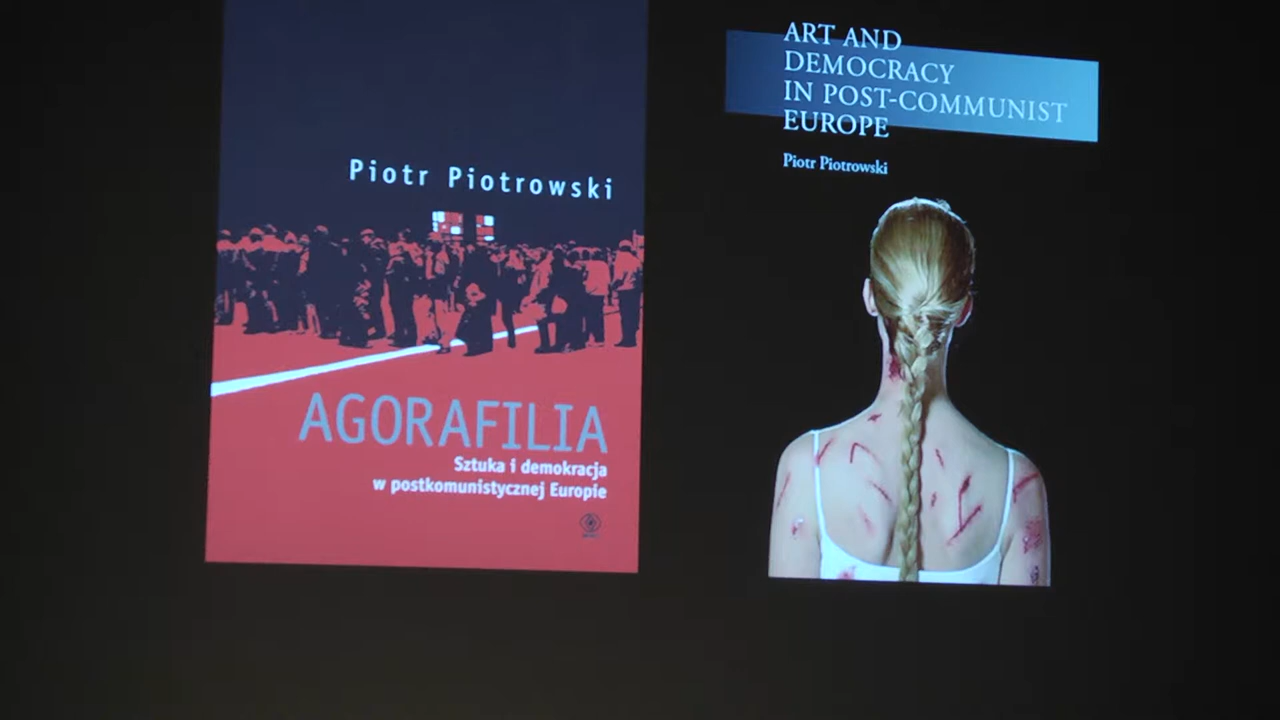 Piotr Piotrowski
AGORAFILIA
Sztuka i demokracja
w postkomunistycznej Europie
ART AND
DEMOCRACY
IN POST-COMMUNIST
EUROPE
Piotr Piotrowski